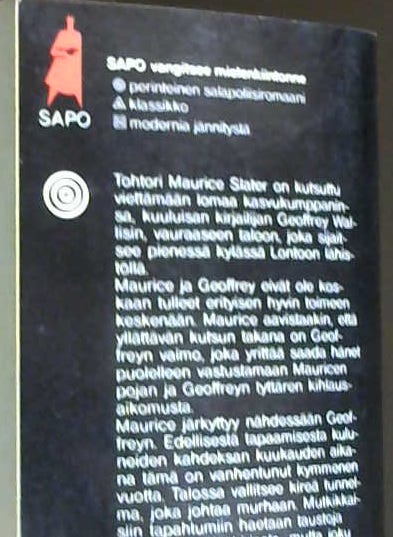 SAPO vangitsee mielenkiintonne
perinteinen salapoliisiromaani
klassikko
modernia jännitystä
SAPO
Tohtori Maurice Slater on kutsuttu
viettämään lomaa kasvukumppanin-
sa, kuuluisan kirjailijan Geoffrey Wal-
lisin, vauraaseen taloon, joka sijait-
see pienessä kylässä Lontoon lähis-
töllä.
Maurice ja Geoffrey eivät ole kos-
kaan tulleet erityisen hyvin toimeen
keskenään. Maurice aavistaakin, että
yllättävän kutsun takana on Geof-
freyn vaimo, joka yrittää saada hänet
puolelleen vastustamaan Mauricen
pojan ja Geoffreyn tyttären kihlaus-
aikomusta.
Maurice järkyttyy nähdessään Geof-
freyn. Edellisestä tapaamisesta kulu-
neiden kahdeksan kuukauden aika-
na tämä on vanhentunut kymmenen
vuotta. Talossa vallitsee kireä tunnel-
ma, joka johtaa murhaan. Mutkikkai-
siin tapahtumiin haetaan taustoja
mutta joku